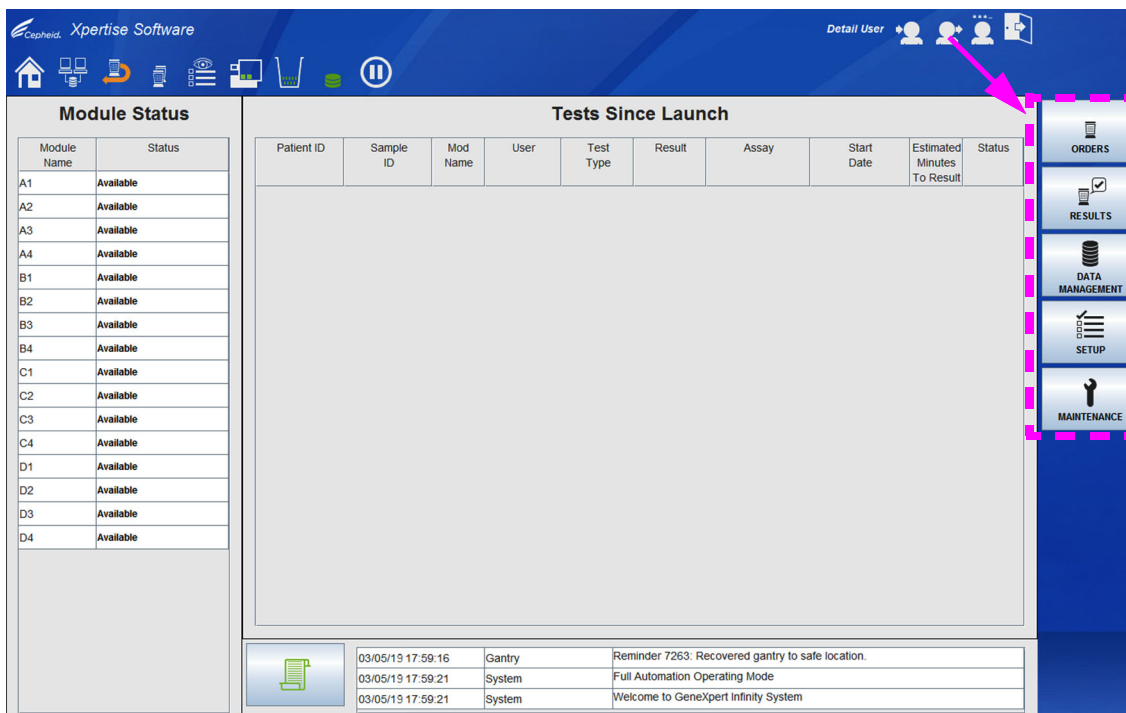 Cepheid. Xpertise Software
Detail User
Module Status
Module Name
Status
A1 Available
A2 Available
A3 Available
A4 Available
B1 Available
B2 Available
B3 Available
B4 Available
C1 Available
C2 Available
C3 Available
C4 Available
D1 Available
D2 Available
D3 Available
D4 Available
Tests Since Launch
Patient ID
Sample ID
Mod Name
User
Test Type
Result
Assay
Start Date
Estimated Minutes To Result
Status
03/05/19 17:59:16 Gantry Reminder 7263: Recovered gantry to safe location.
03/05/19 17:59:21 System Full Automation Operating Mode
03/05/19 17:59:21 System Welcome to GeneXpert Infinity System
ORDERS
RESULTS
DATA
MANAGEMENT
SETUP
MAINTENANCE